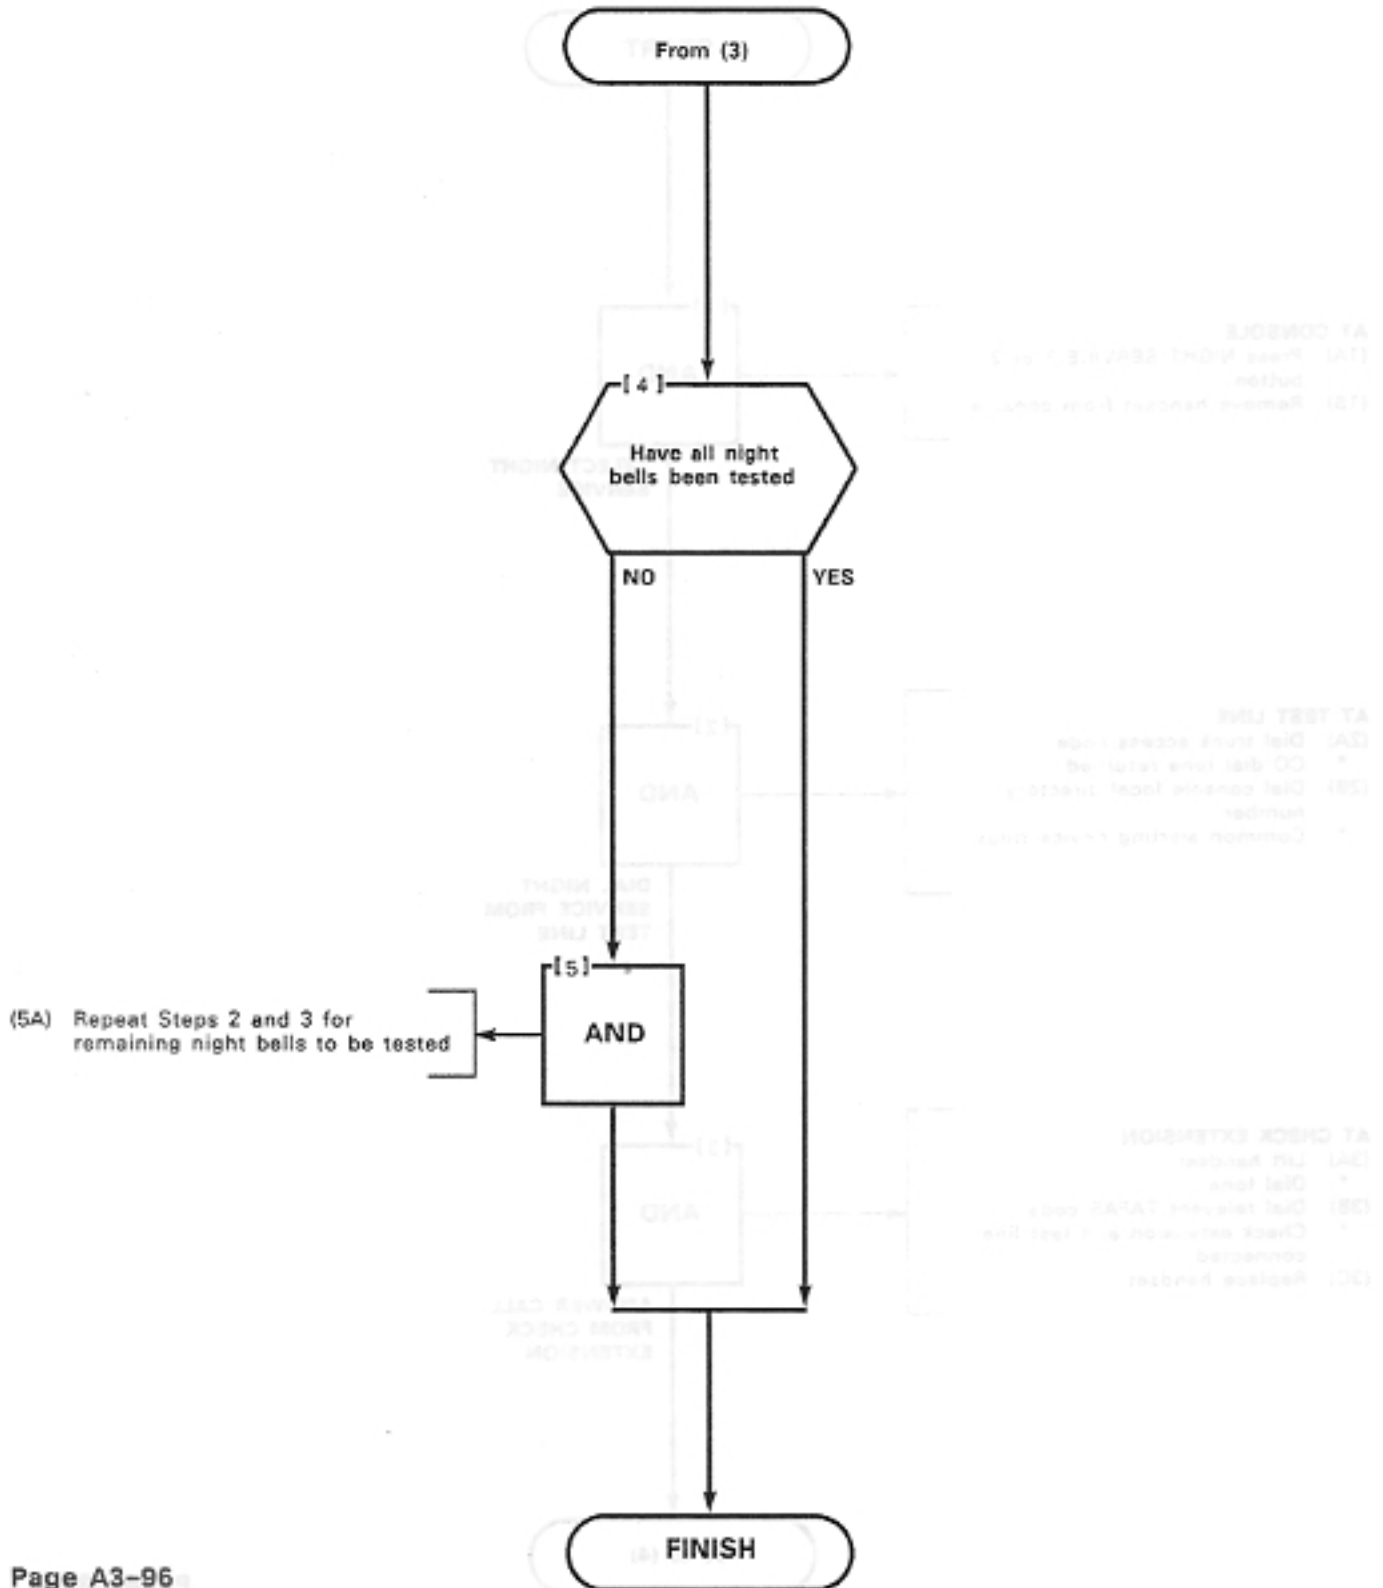 From (3)
[4]
Have all night
bells been tested
NO
YES
[5]
AND
(5A) Repeat Steps 2 and 3 for
remaining night bells to be tested
FINISH
Page A3-96